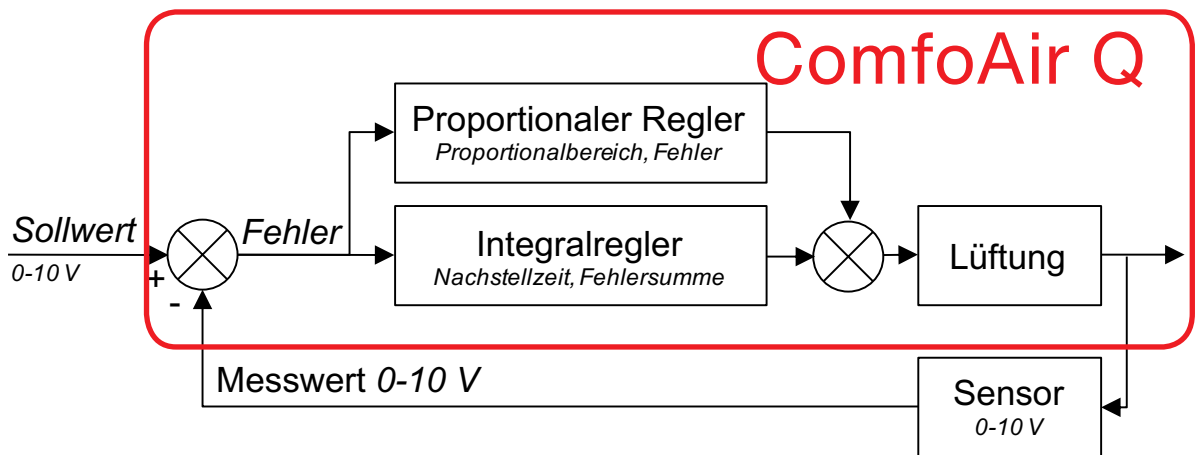 ComfoAir Q
Proportionaler Regler
Proportionalbereich, Fehler
Sollwert
0-10 V
+
-
Fehler
Integralregler
Nachstellzeit, Fehlersumme
Lüftung
Messwert 0-10 V
Sensor
0-10 V